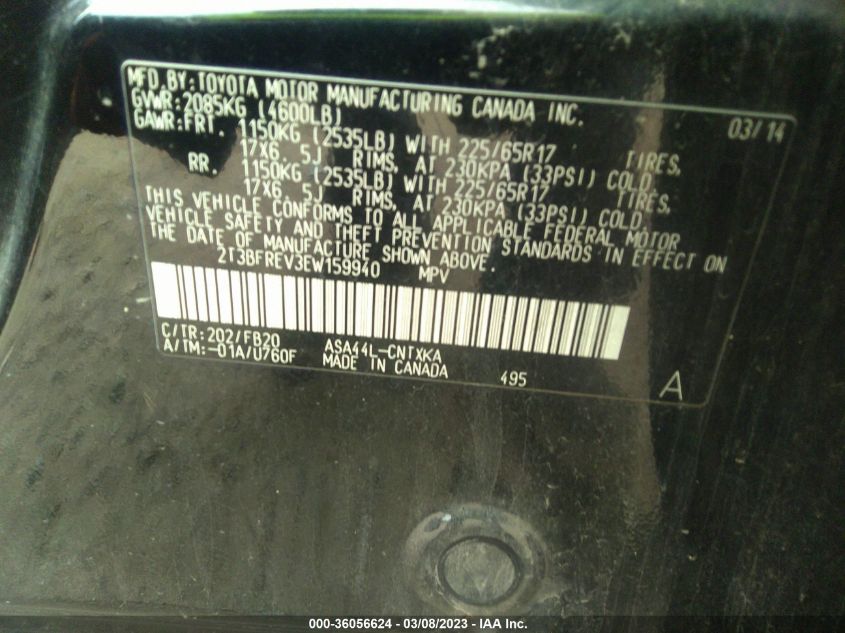 MFD. BY: TOYOTA MOTOR MANUFACTURING CANADA INC.
GVWR: 2085KG (4600LB) 03/14
GAWR: FRT. 1150KG (2535LB) WITH 225/65R17 TIRES,
17X6. 5J RIMS, AT 230KPA (33PSI) COLD.
RR. 1150KG (2535LB) WITH 225/65R17 TIRES,
17X6. 5J RIMS, AT 230KPA (33PSI) COLD.
THIS VEHICLE CONFORMS TO ALL APPLICABLE FEDERAL MOTOR
VEHICLE SAFETY AND THEFT PREVENTION STANDARDS IN EFFECT ON
THE DATE OF MANUFACTURE SHOWN ABOVE.
2T3BFREV3EW159940 MPV
C/TR: 202/FB20 ASA44L-CNTXKA
A/TM: -01A/U760F MADE IN CANADA 495 A
000-36056624 — 03/08/2023 — IAA Inc.